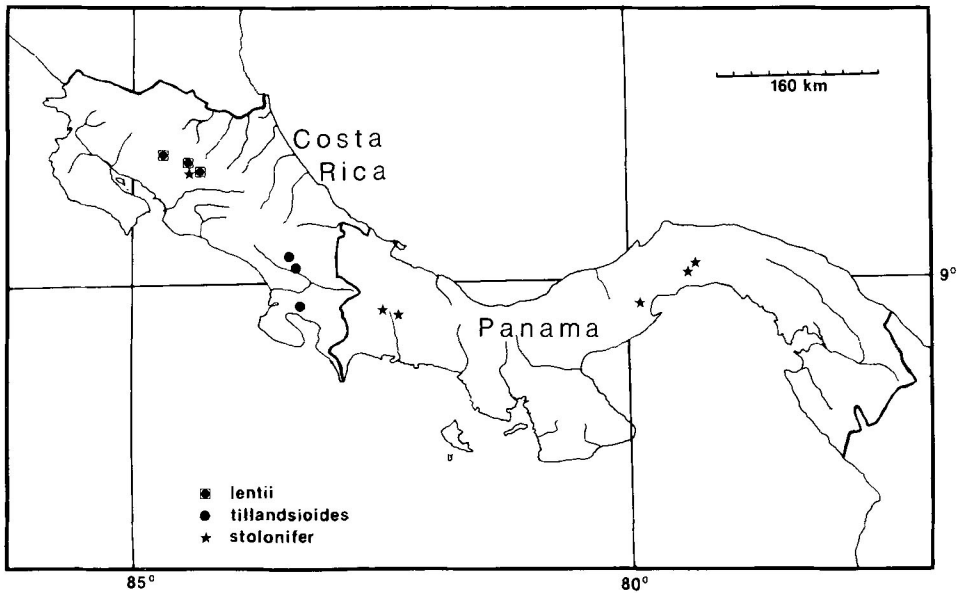 160 km
Costa
Rica
9°
Panama
lentii
tillandsioides
stolonifer
85°
80°